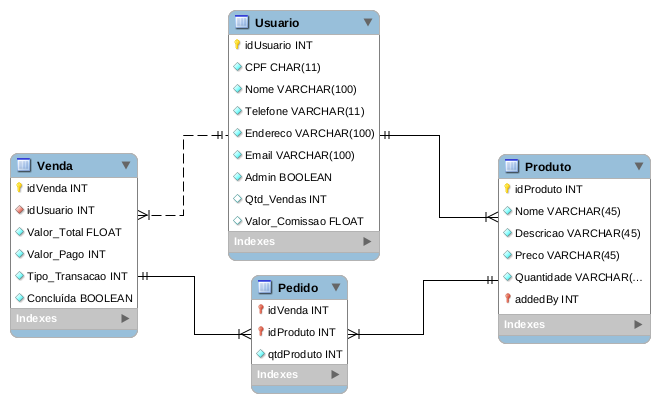 Usuario
idUsuario INT
CPF CHAR(11)
Nome VARCHAR(100)
Telefone VARCHAR(11)
Endereco VARCHAR(100)
Email VARCHAR(100)
Admin BOOLEAN
Qtd_Vendas INT
Valor_Comissao FLOAT
Indexes
Venda
idVenda INT
idUsuario INT
Valor_Total FLOAT
Valor_Pago INT
Tipo_Transacao INT
Concluída BOOLEAN
Indexes
Produto
idProduto INT
Nome VARCHAR(45)
Descricao VARCHAR(45)
Preco VARCHAR(45)
Quantidade VARCHAR(...
addedBy INT
Indexes
Pedido
idVenda INT
idProduto INT
qtdProduto INT
Indexes